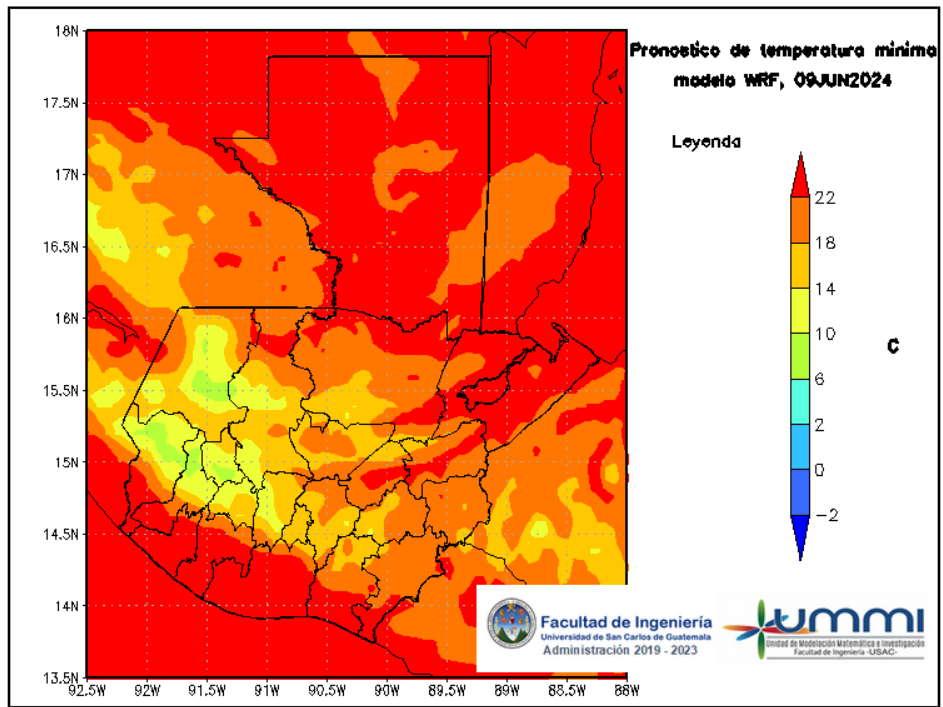 Pronostico de temperatura minima
modelo WRF, 09JUN2024
Leyenda
22
18
14
10
6
2
0
−2
C
18N
17.5N
17N
16.5N
16N
15.5N
15N
14.5N
14N
13.5N
92.5W
92W
91.5W
91W
90.5W
90W
89.5W
89W
88.5W
88W
Facultad de Ingeniería
Universidad de San Carlos de Guatemala
Administración 2019 - 2023
ummi
Unidad de Modelación Matemática e Investigación
Facultad de Ingeniería -USAC-